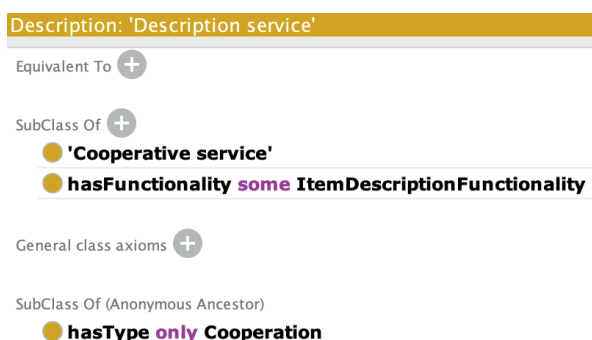 Description: 'Description service'
Equivalent To
SubClass Of
'Cooperative service'
hasFunctionality some ItemDescriptionFunctionality
General class axioms
SubClass Of (Anonymous Ancestor)
hasType only Cooperation